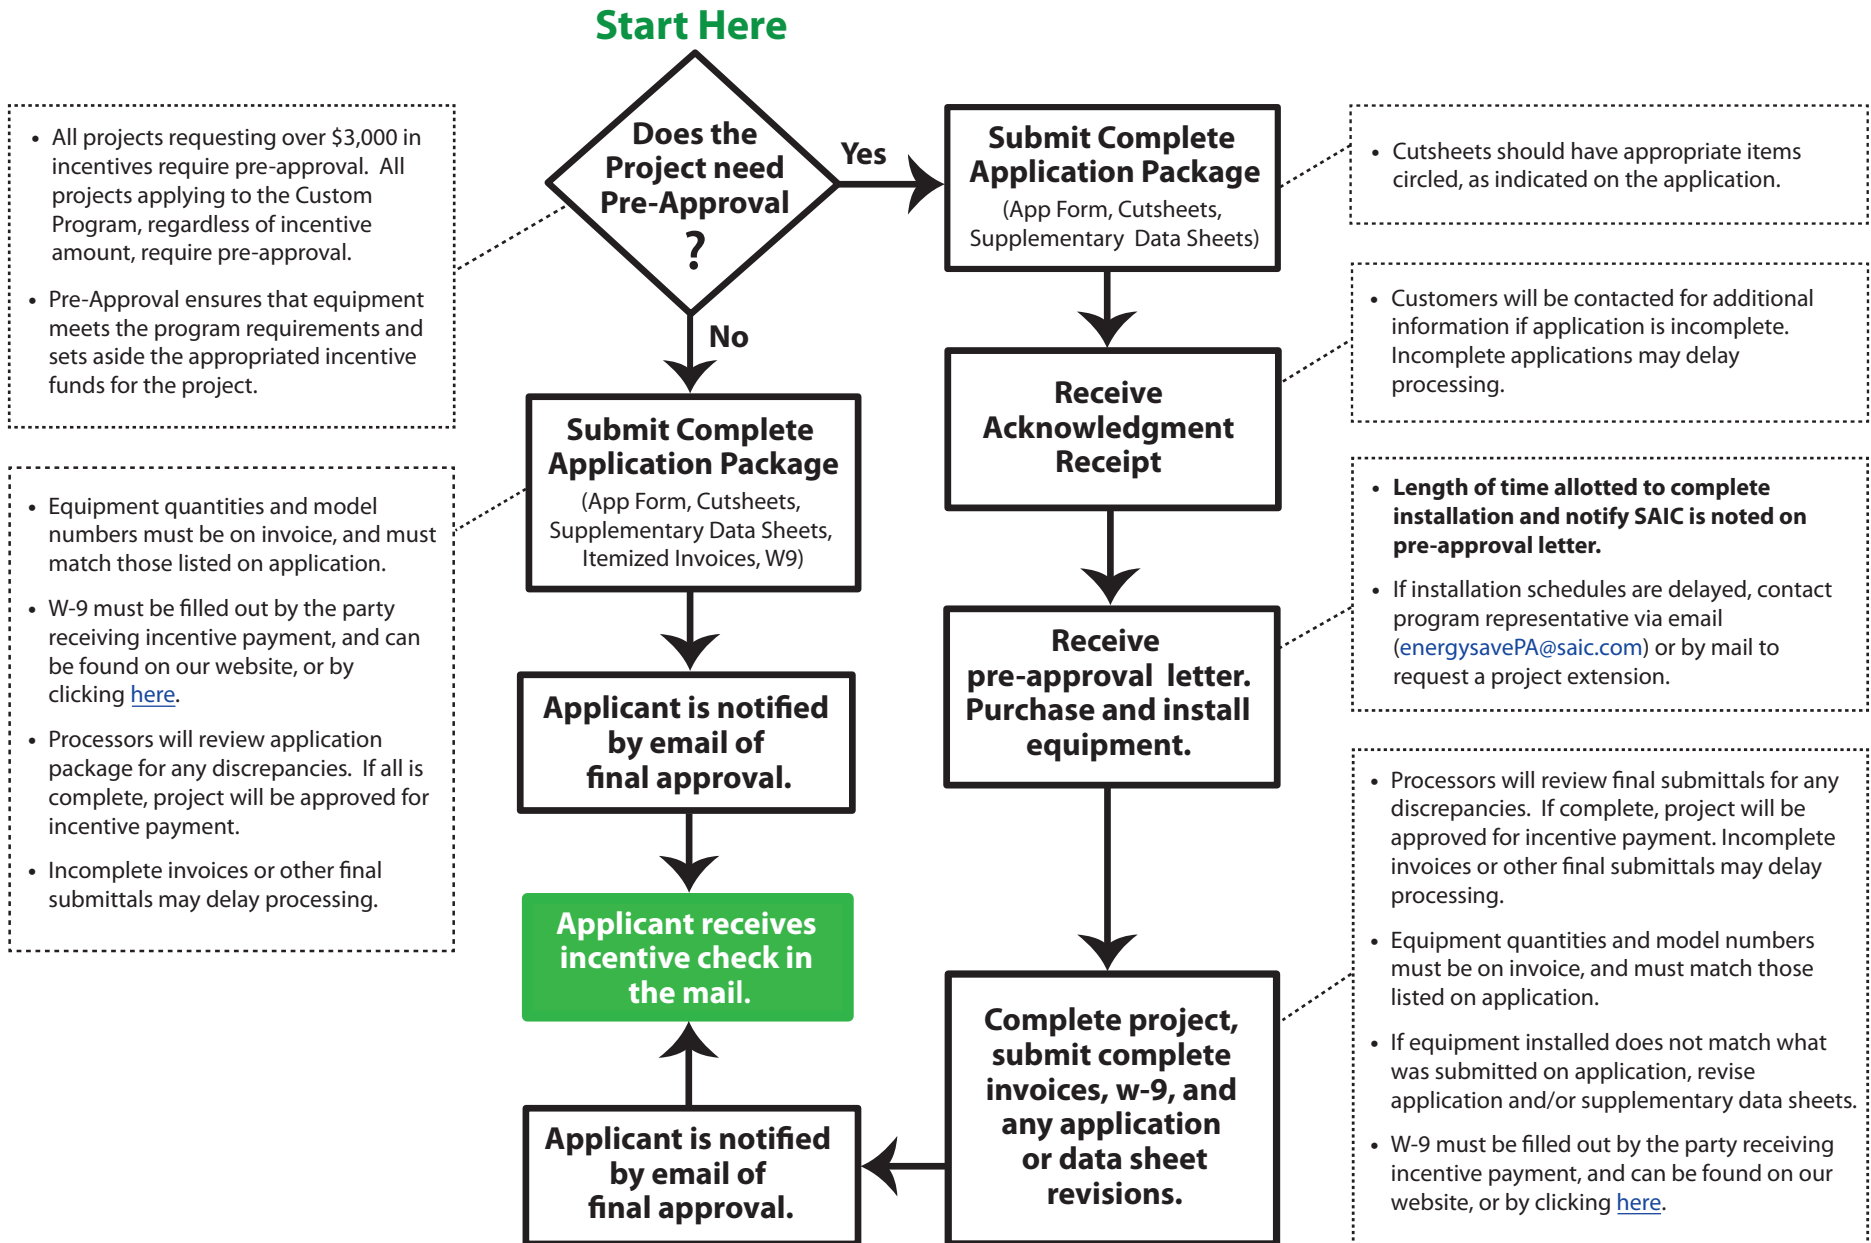 Start Here
Does the
Project need
Pre-Approval
?
Yes
No
• All projects requesting over $3,000 in
incentives require pre-approval. All
projects applying to the Custom
Program, regardless of incentive
amount, require pre-approval.
• Pre-Approval ensures that equipment
meets the program requirements and
sets aside the appropriated incentive
funds for the project.
Submit Complete
Application Package
(App Form, Cutsheets,
Supplementary Data Sheets)
• Cutsheets should have appropriate items
circled, as indicated on the application.
Receive
Acknowledgment
Receipt
• Customers will be contacted for additional
information if application is incomplete.
Incomplete applications may delay
processing.
Submit Complete
Application Package
(App Form, Cutsheets,
Supplementary Data Sheets,
Itemized Invoices, W9)
• Equipment quantities and model
numbers must be on invoice, and must
match those listed on application.
• W-9 must be filled out by the party
receiving incentive payment, and can
be found on our website, or by
clicking here.
• Processors will review application
package for any discrepancies. If all is
complete, project will be approved for
incentive payment.
• Incomplete invoices or other final
submittals may delay processing.
Receive
pre-approval letter.
Purchase and install
equipment.
• Length of time allotted to complete
installation and notify SAIC is noted on
pre-approval letter.
• If installation schedules are delayed, contact
program representative via email
(energysavePA@saic.com) or by mail to
request a project extension.
Applicant is notified
by email of
final approval.
Applicant receives
incentive check in
the mail.
Complete project,
submit complete
invoices, w-9, and
any application
or data sheet
revisions.
• Processors will review final submittals for any
discrepancies. If complete, project will be
approved for incentive payment. Incomplete
invoices or other final submittals may delay
processing.
• Equipment quantities and model numbers
must be on invoice, and must match those
listed on application.
• If equipment installed does not match what
was submitted on application, revise
application and/or supplementary data sheets.
• W-9 must be filled out by the party receiving
incentive payment, and can be found on our
website, or by clicking here.
Applicant is notified
by email of
final approval.